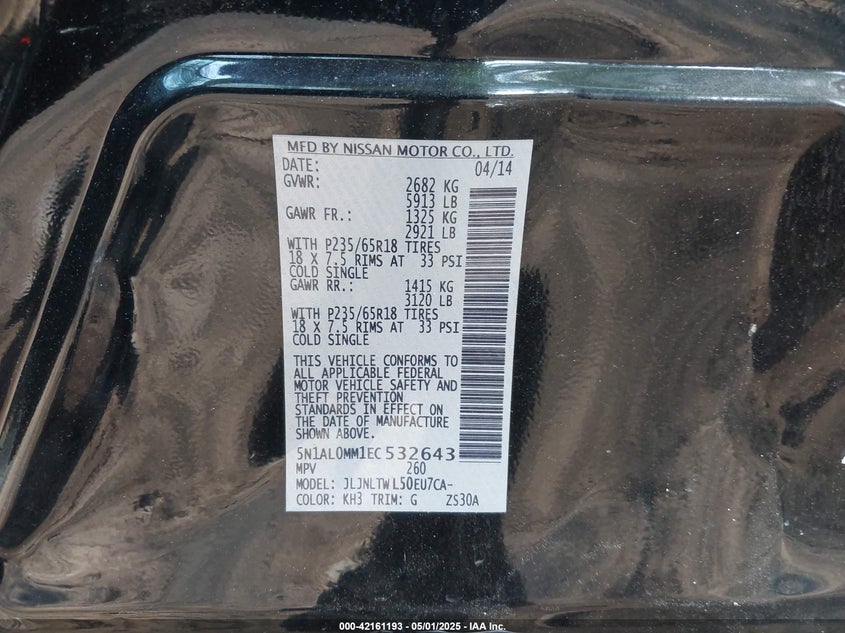 MFD BY NISSAN MOTOR CO., LTD.
DATE: 04/14
GVWR: 2682 KG
5913 LB
GAWR FR.: 1325 KG
2921 LB
WITH P235/65R18 TIRES
18 X 7.5 RIMS AT 33 PSI
COLD SINGLE
GAWR RR.: 1415 KG
3120 LB
WITH P235/65R18 TIRES
18 X 7.5 RIMS AT 33 PSI
COLD SINGLE
THIS VEHICLE CONFORMS TO
ALL APPLICABLE FEDERAL
MOTOR VEHICLE SAFETY AND
THEFT PREVENTION
STANDARDS IN EFFECT ON
THE DATE OF MANUFACTURE
SHOWN ABOVE.
5N1AL0MM1EC532643
MPV 260
MODEL: JLJNLTWL50EU7CA-
COLOR: KH3 TRIM: G ZS30A
000-42161193 - 05/01/2025 - IAA Inc.